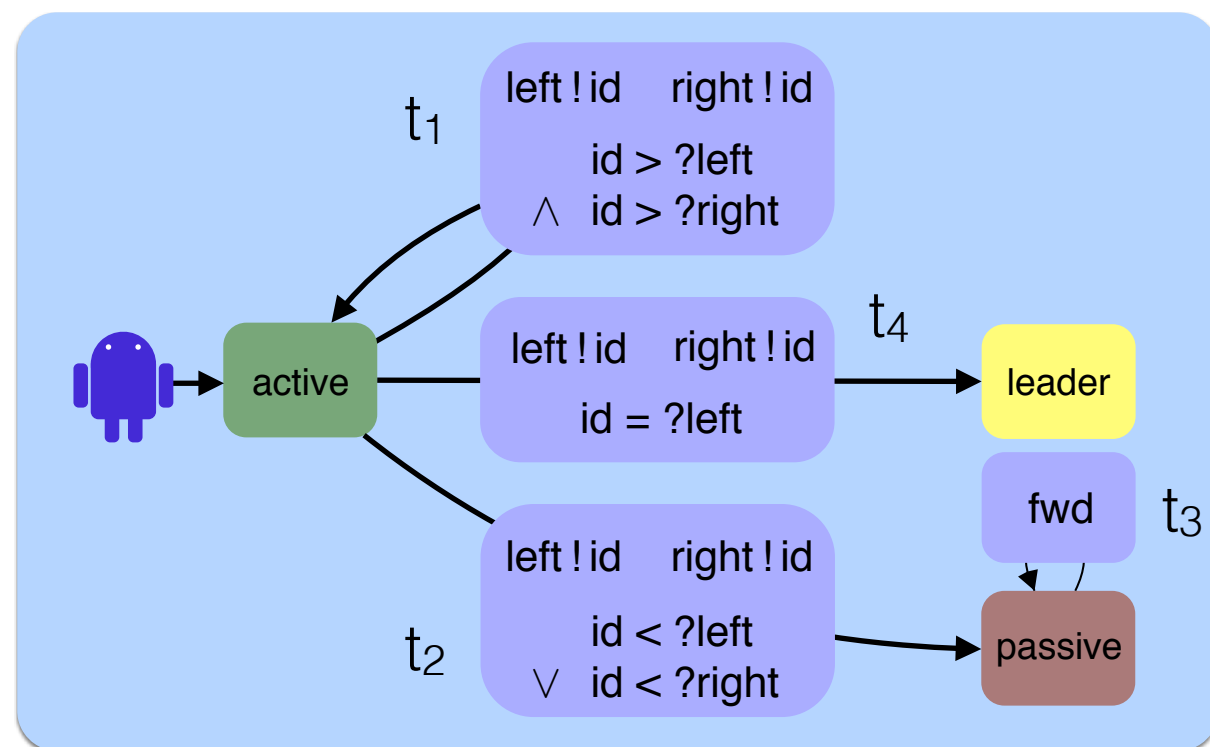 t₁
left ! id right ! id
id > ?left
∧ id > ?right
active
left ! id right ! id
id = ?left
t₄
leader
fwd
t₃
t₂
left ! id right ! id
id < ?left
∨ id < ?right
passive